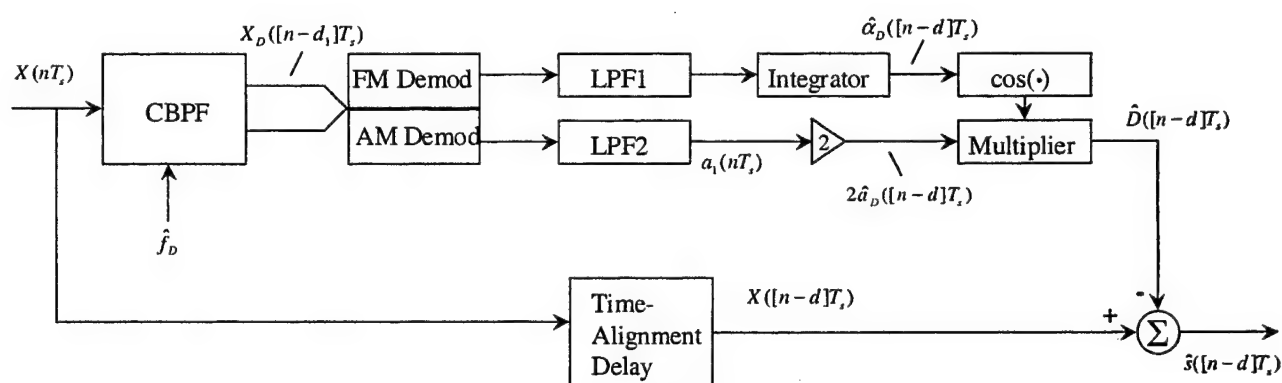 X_D([n-d_1]T_s)
α̂_D([n-d]T_s)
X(nT_s)
CBPF
FM Demod
LPF1
Integrator
cos(·)
AM Demod
LPF2
2
Multiplier
D̂([n-d]T_s)
a_1(nT_s)
2â_D([n-d]T_s)
f̂_D
Time-
Alignment
Delay
X([n-d]T_s)
-
+
Σ
ŝ([n-d]T_s)